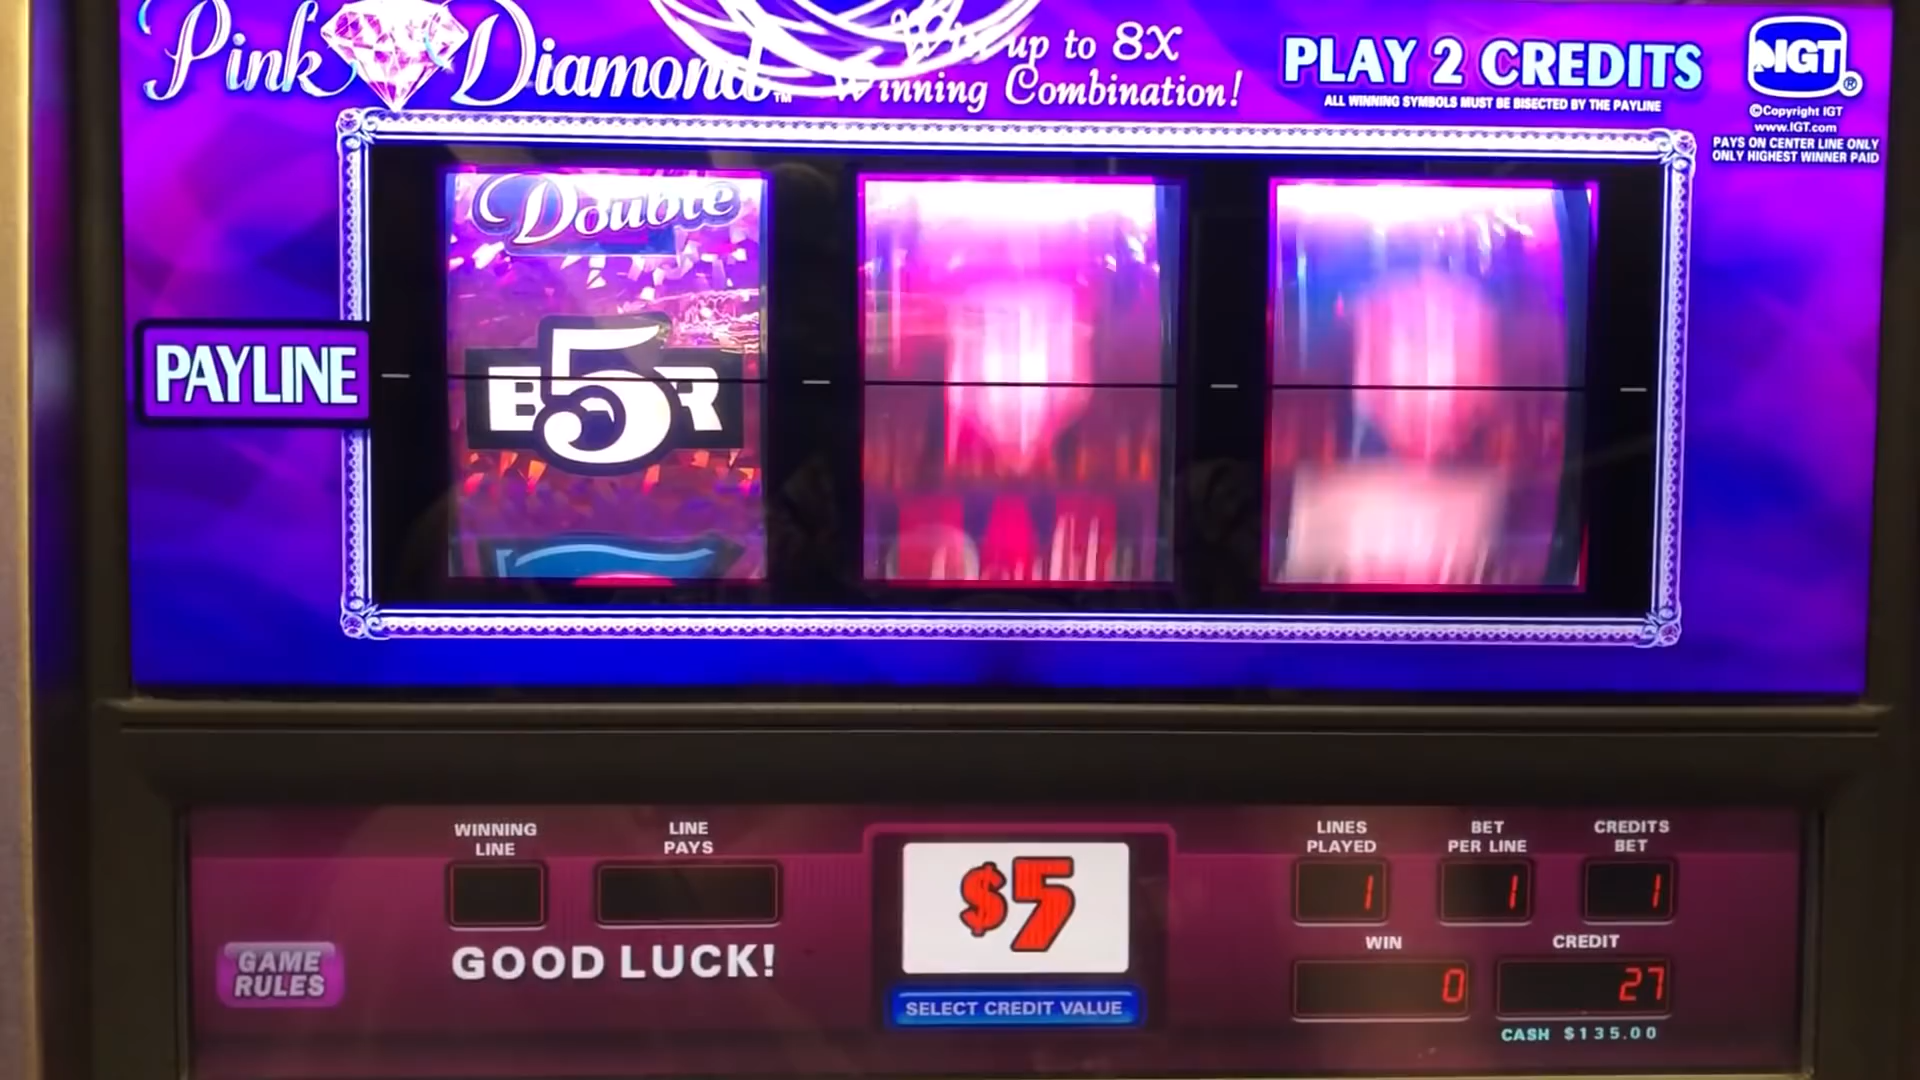 Pink Diamond™
Win up to 8X
Winning Combination!
PLAY 2 CREDITS
ALL WINNING SYMBOLS MUST BE BISECTED BY THE PAYLINE
IGT®
©Copyright IGT
www.IGT.com
PAYS ON CENTER LINE ONLY
ONLY HIGHEST WINNER PAID
Double
PAYLINE
5
BAR
WINNING
LINE
LINE
PAYS
GOOD LUCK!
GAME
RULES
$5
SELECT CREDIT VALUE
LINES
PLAYED
BET
PER LINE
CREDITS
BET
1 1 1
WIN CREDIT
0 27
CASH $135.00